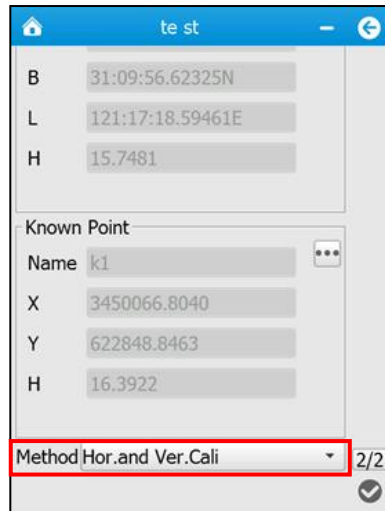 te st
B 31:09:56.62325N
L 121:17:18.59461E
H 15.7481
Known Point
Name k1
X 3450066.8040
Y 622848.8463
H 16.3922
Method Hor.and Ver.Cali 2/2